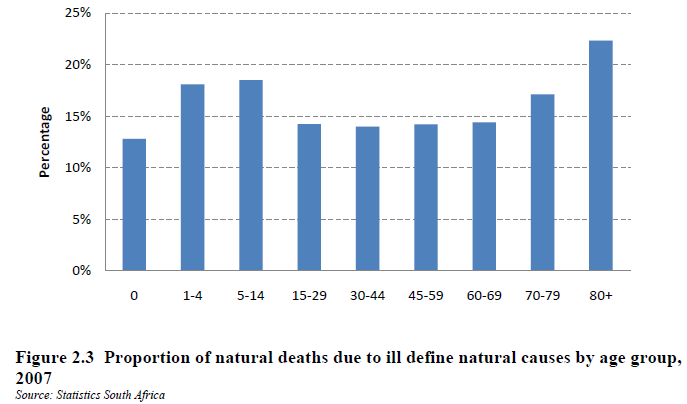 25%
20%
15%
10%
5%
0%
Percentage
0 1-4 5-14 15-29 30-44 45-59 60-69 70-79 80+
Figure 2.3 Proportion of natural deaths due to ill define natural causes by age group,
2007
Source: Statistics South Africa